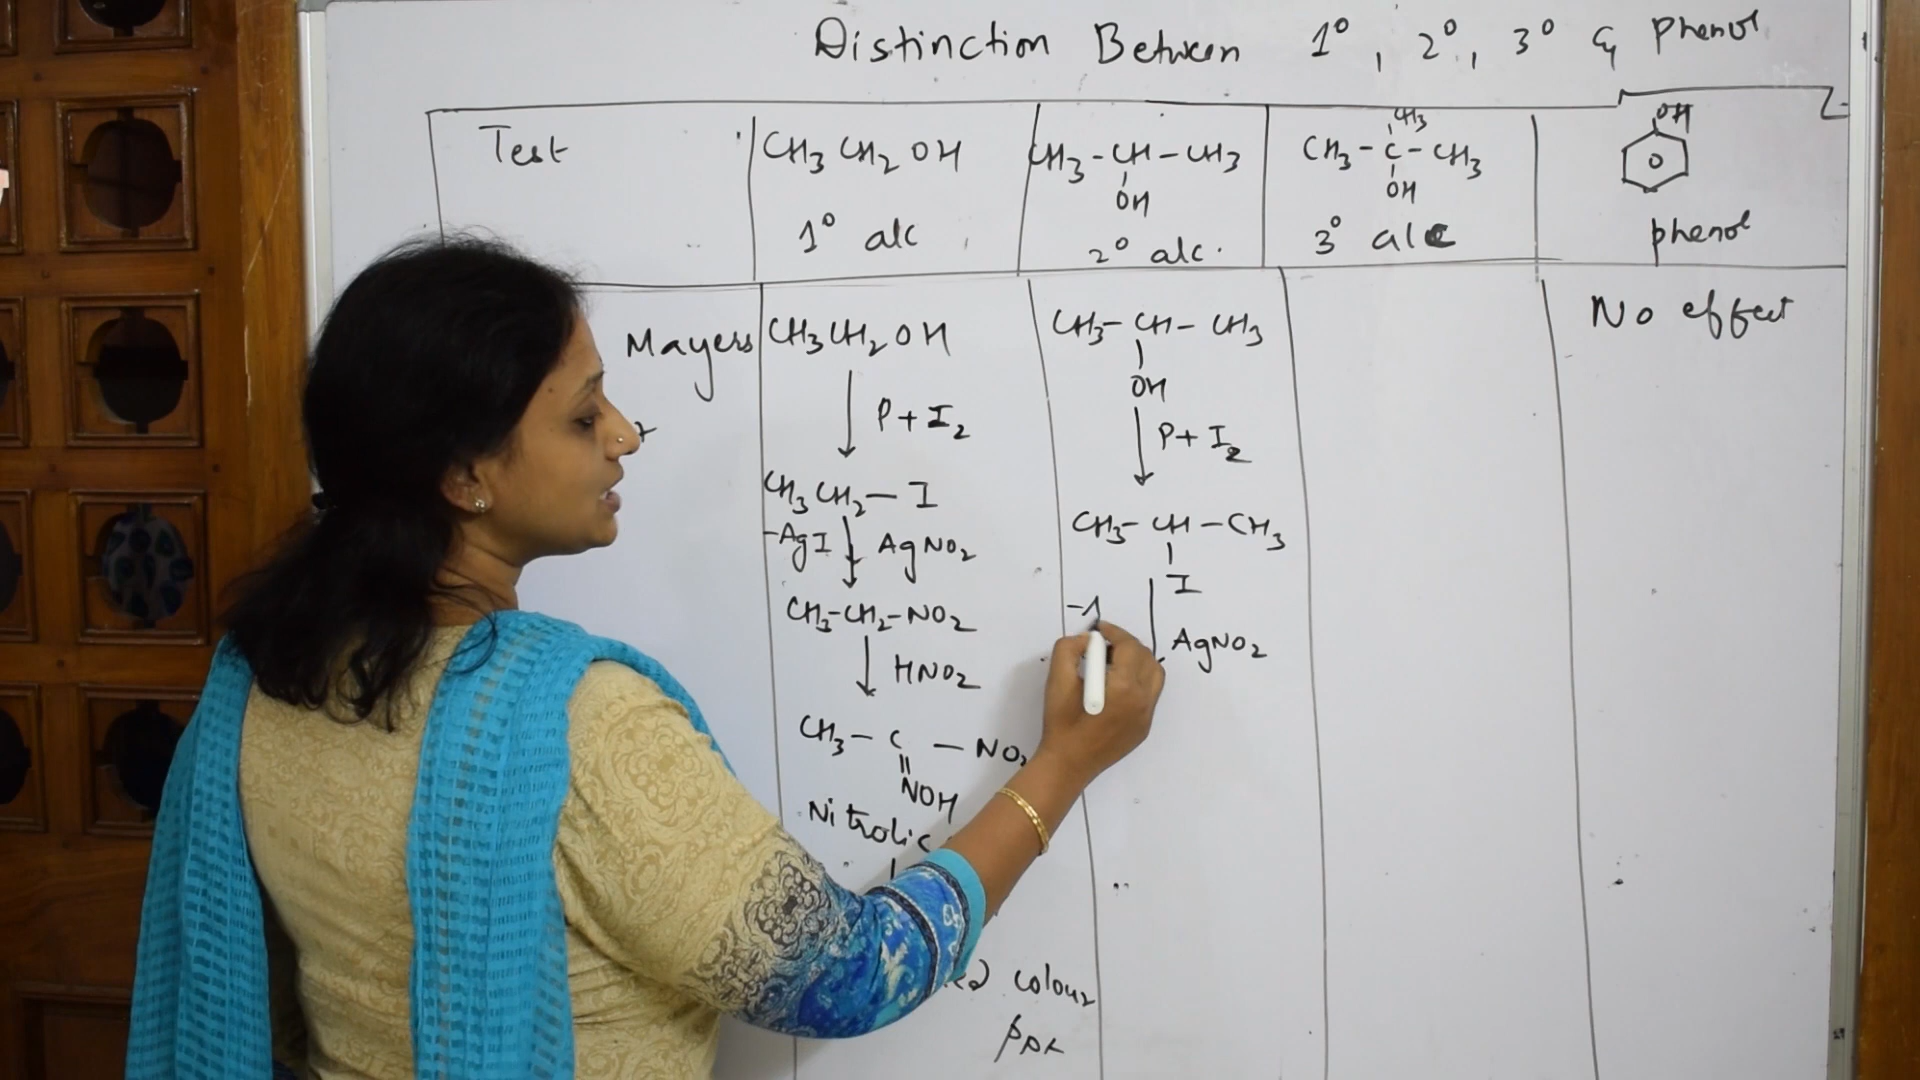 Distinction Between 1°, 2°, 3° & phenol
Test
CH3 CH2 OH
1° alc
CH3 - CH - CH3
OH
2° alc.
CH3
CH3 - C - CH3
OH
3° alc
OH
phenol
Mayers
CH3CH2OH
P + I2
CH3 CH2 - I
-AgI AgNO2
CH3-CH2-NO2
HNO2
CH3 - C - NO2
NOH
Nitrolic
colour
ppt
CH3 - CH - CH3
OH
P + I2
CH3 - CH - CH3
I
AgNO2
No effect